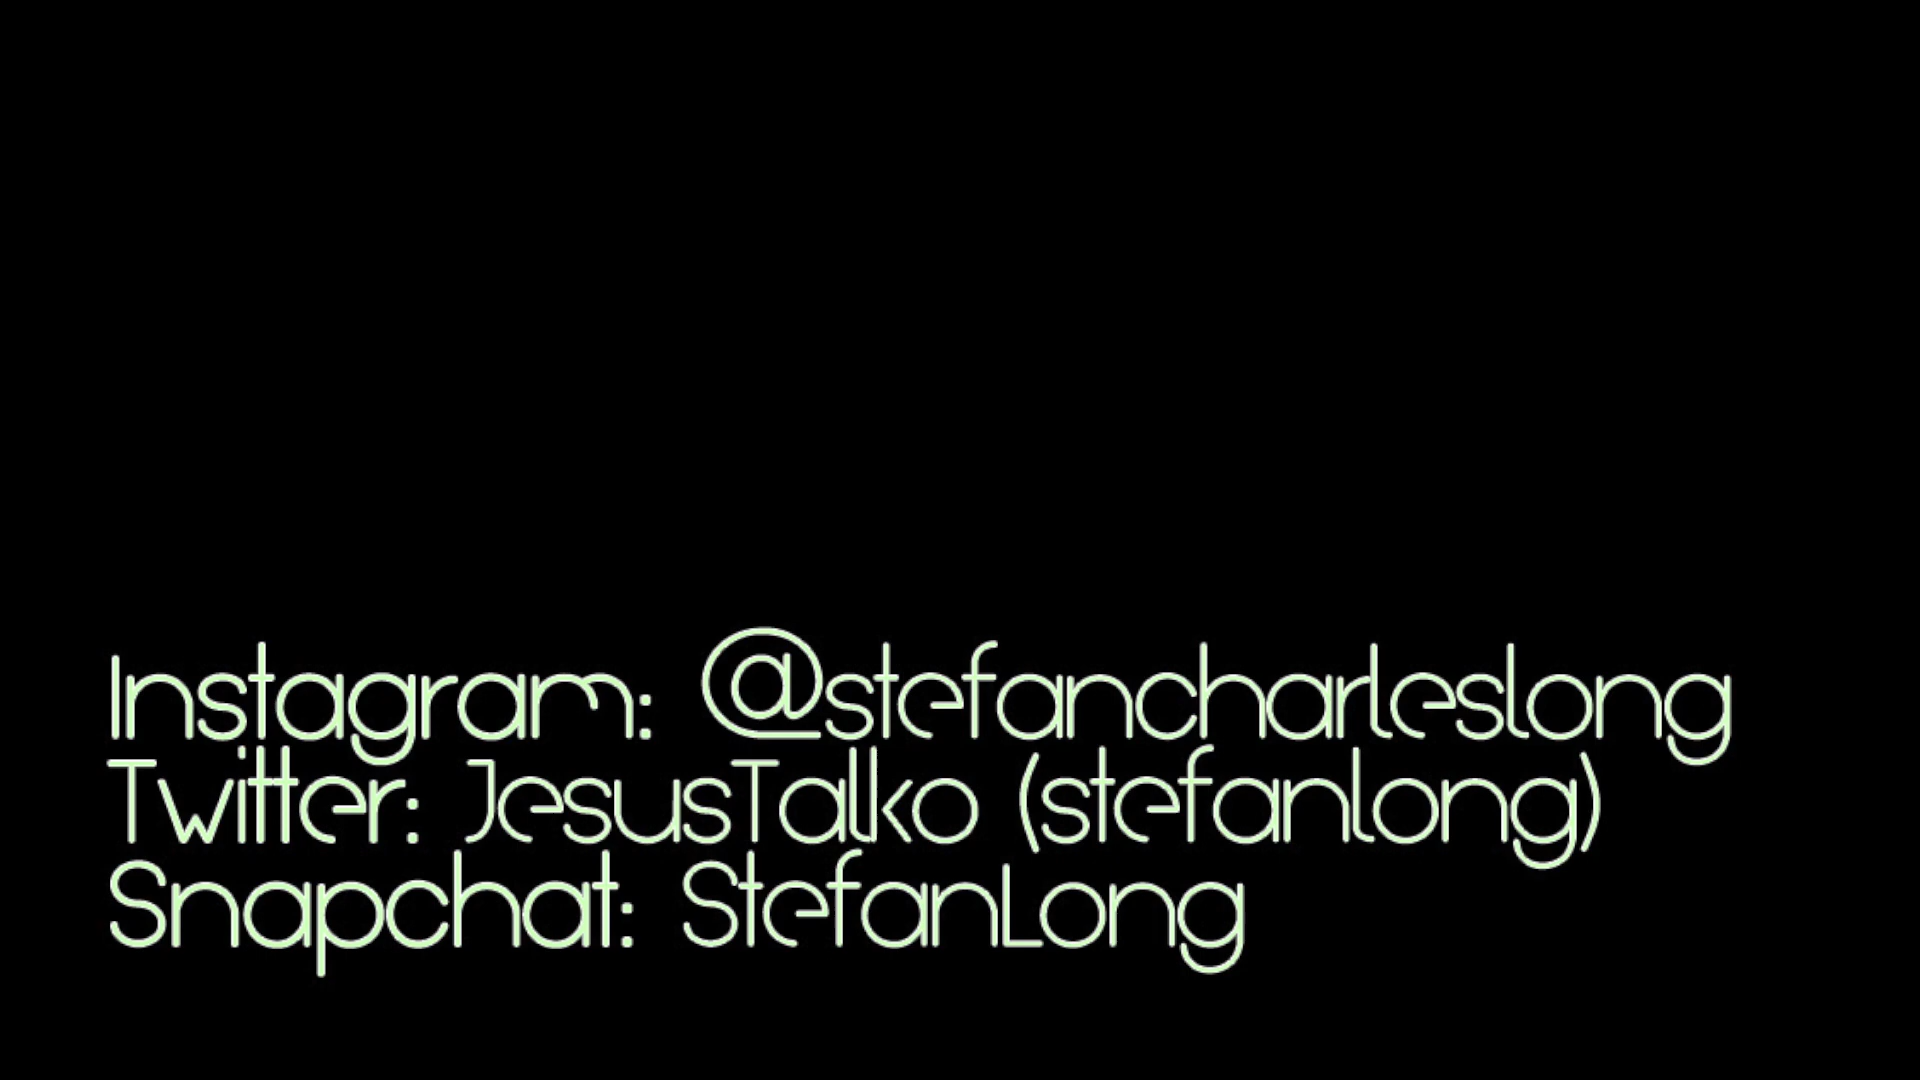 Instagram: @stefancharleslong
Twitter: JesusTalko (stefanlong)
Snapchat: StefanLong